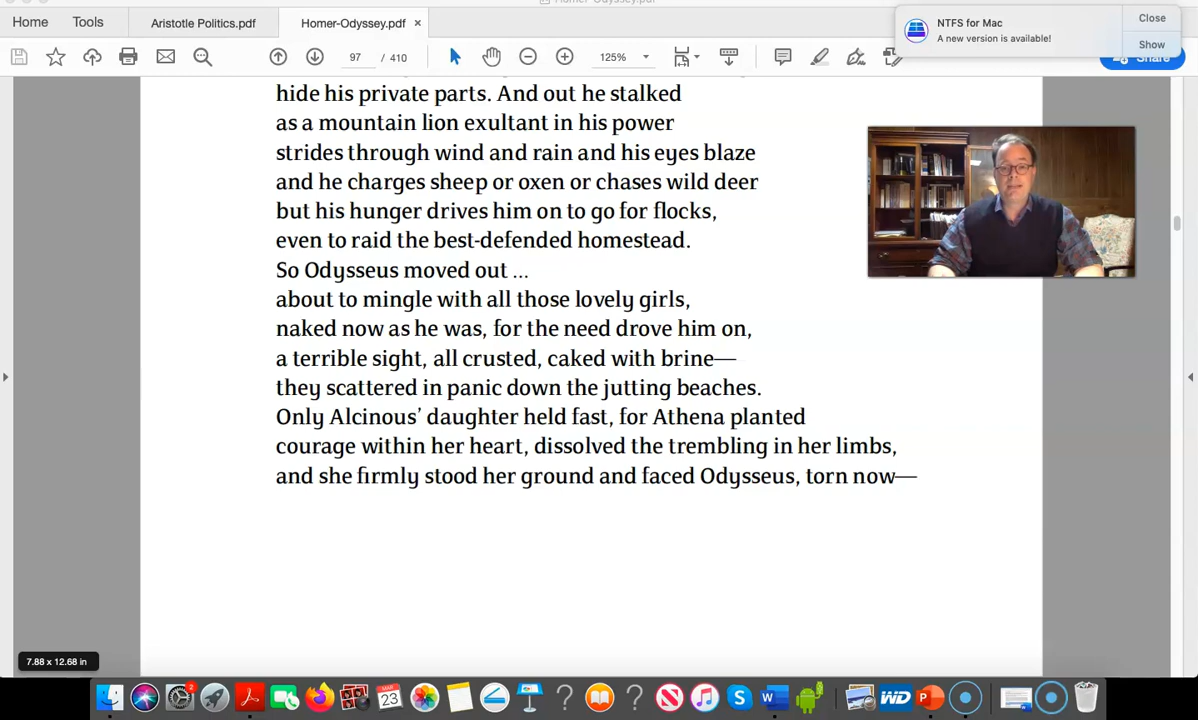 Homer-Odyssey.pdf
Home Tools Aristotle Politics.pdf Homer-Odyssey.pdf ×
NTFS for Mac
A new version is available!
Close
Show
97 / 410
125%
Share
hide his private parts. And out he stalked
as a mountain lion exultant in his power
strides through wind and rain and his eyes blaze
and he charges sheep or oxen or chases wild deer
but his hunger drives him on to go for flocks,
even to raid the best-defended homestead.
So Odysseus moved out ...
about to mingle with all those lovely girls,
naked now as he was, for the need drove him on,
a terrible sight, all crusted, caked with brine—
they scattered in panic down the jutting beaches.
Only Alcinous’ daughter held fast, for Athena planted
courage within her heart, dissolved the trembling in her limbs,
and she firmly stood her ground and faced Odysseus, torn now—
7.88 x 12.68 in
2
MAR
23
? ? S W WD P